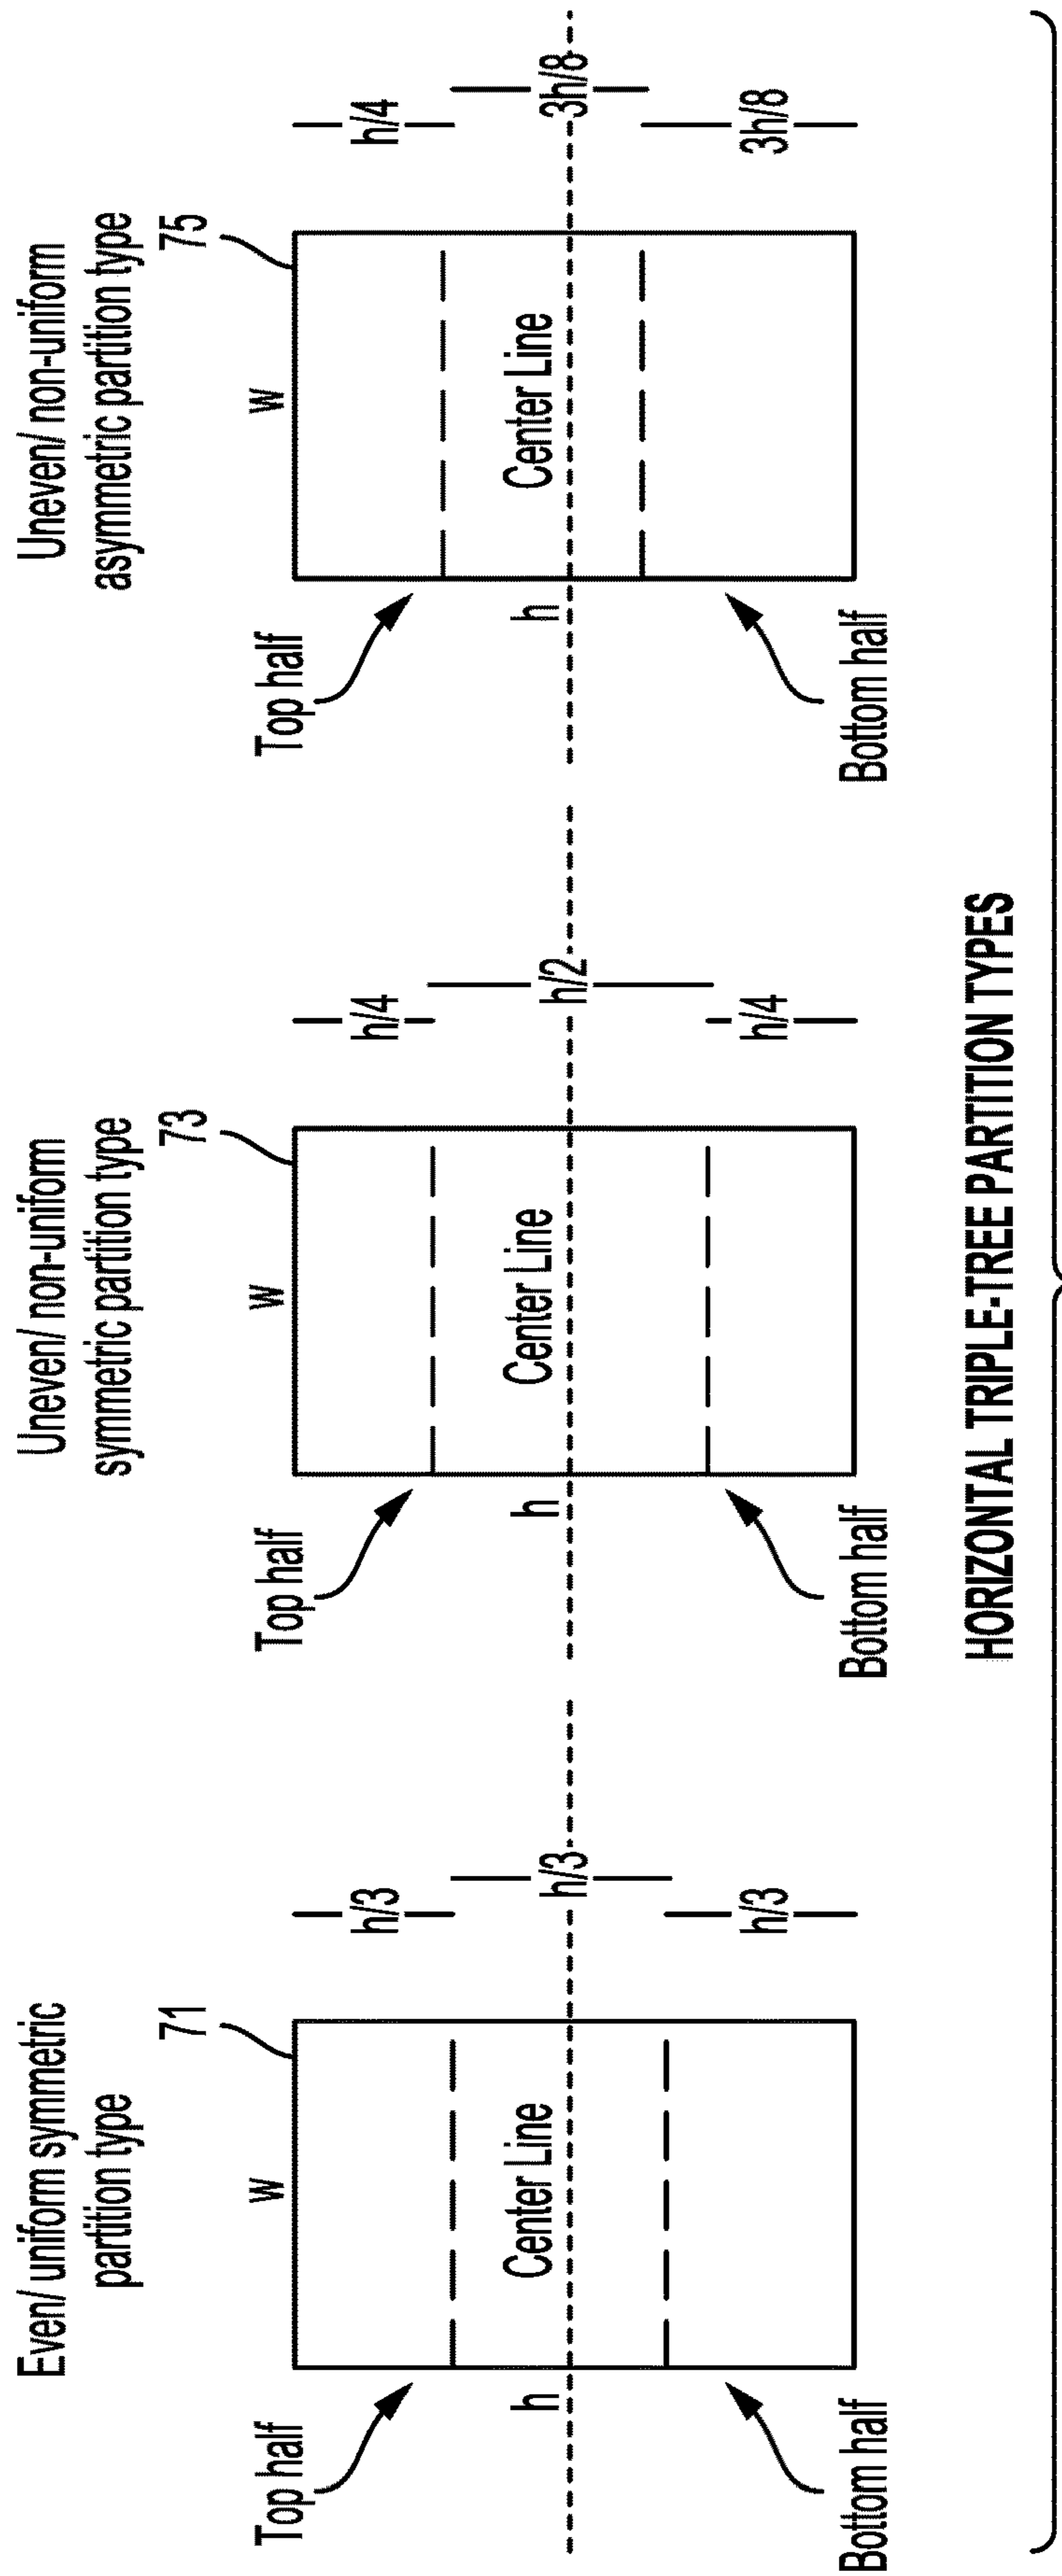 Even/ uniform symmetric
partition type
71
w
Top half
h
Center Line
Bottom half
h/3
h/3
h/3
Uneven/ non-uniform
symmetric partition type
73
w
Top half
h
Center Line
Bottom half
h/4
h/2
h/4
Uneven/ non-uniform
asymmetric partition type
75
w
Top half
h
Center Line
Bottom half
h/4
3h/8
3h/8
HORIZONTAL TRIPLE-TREE PARTITION TYPES